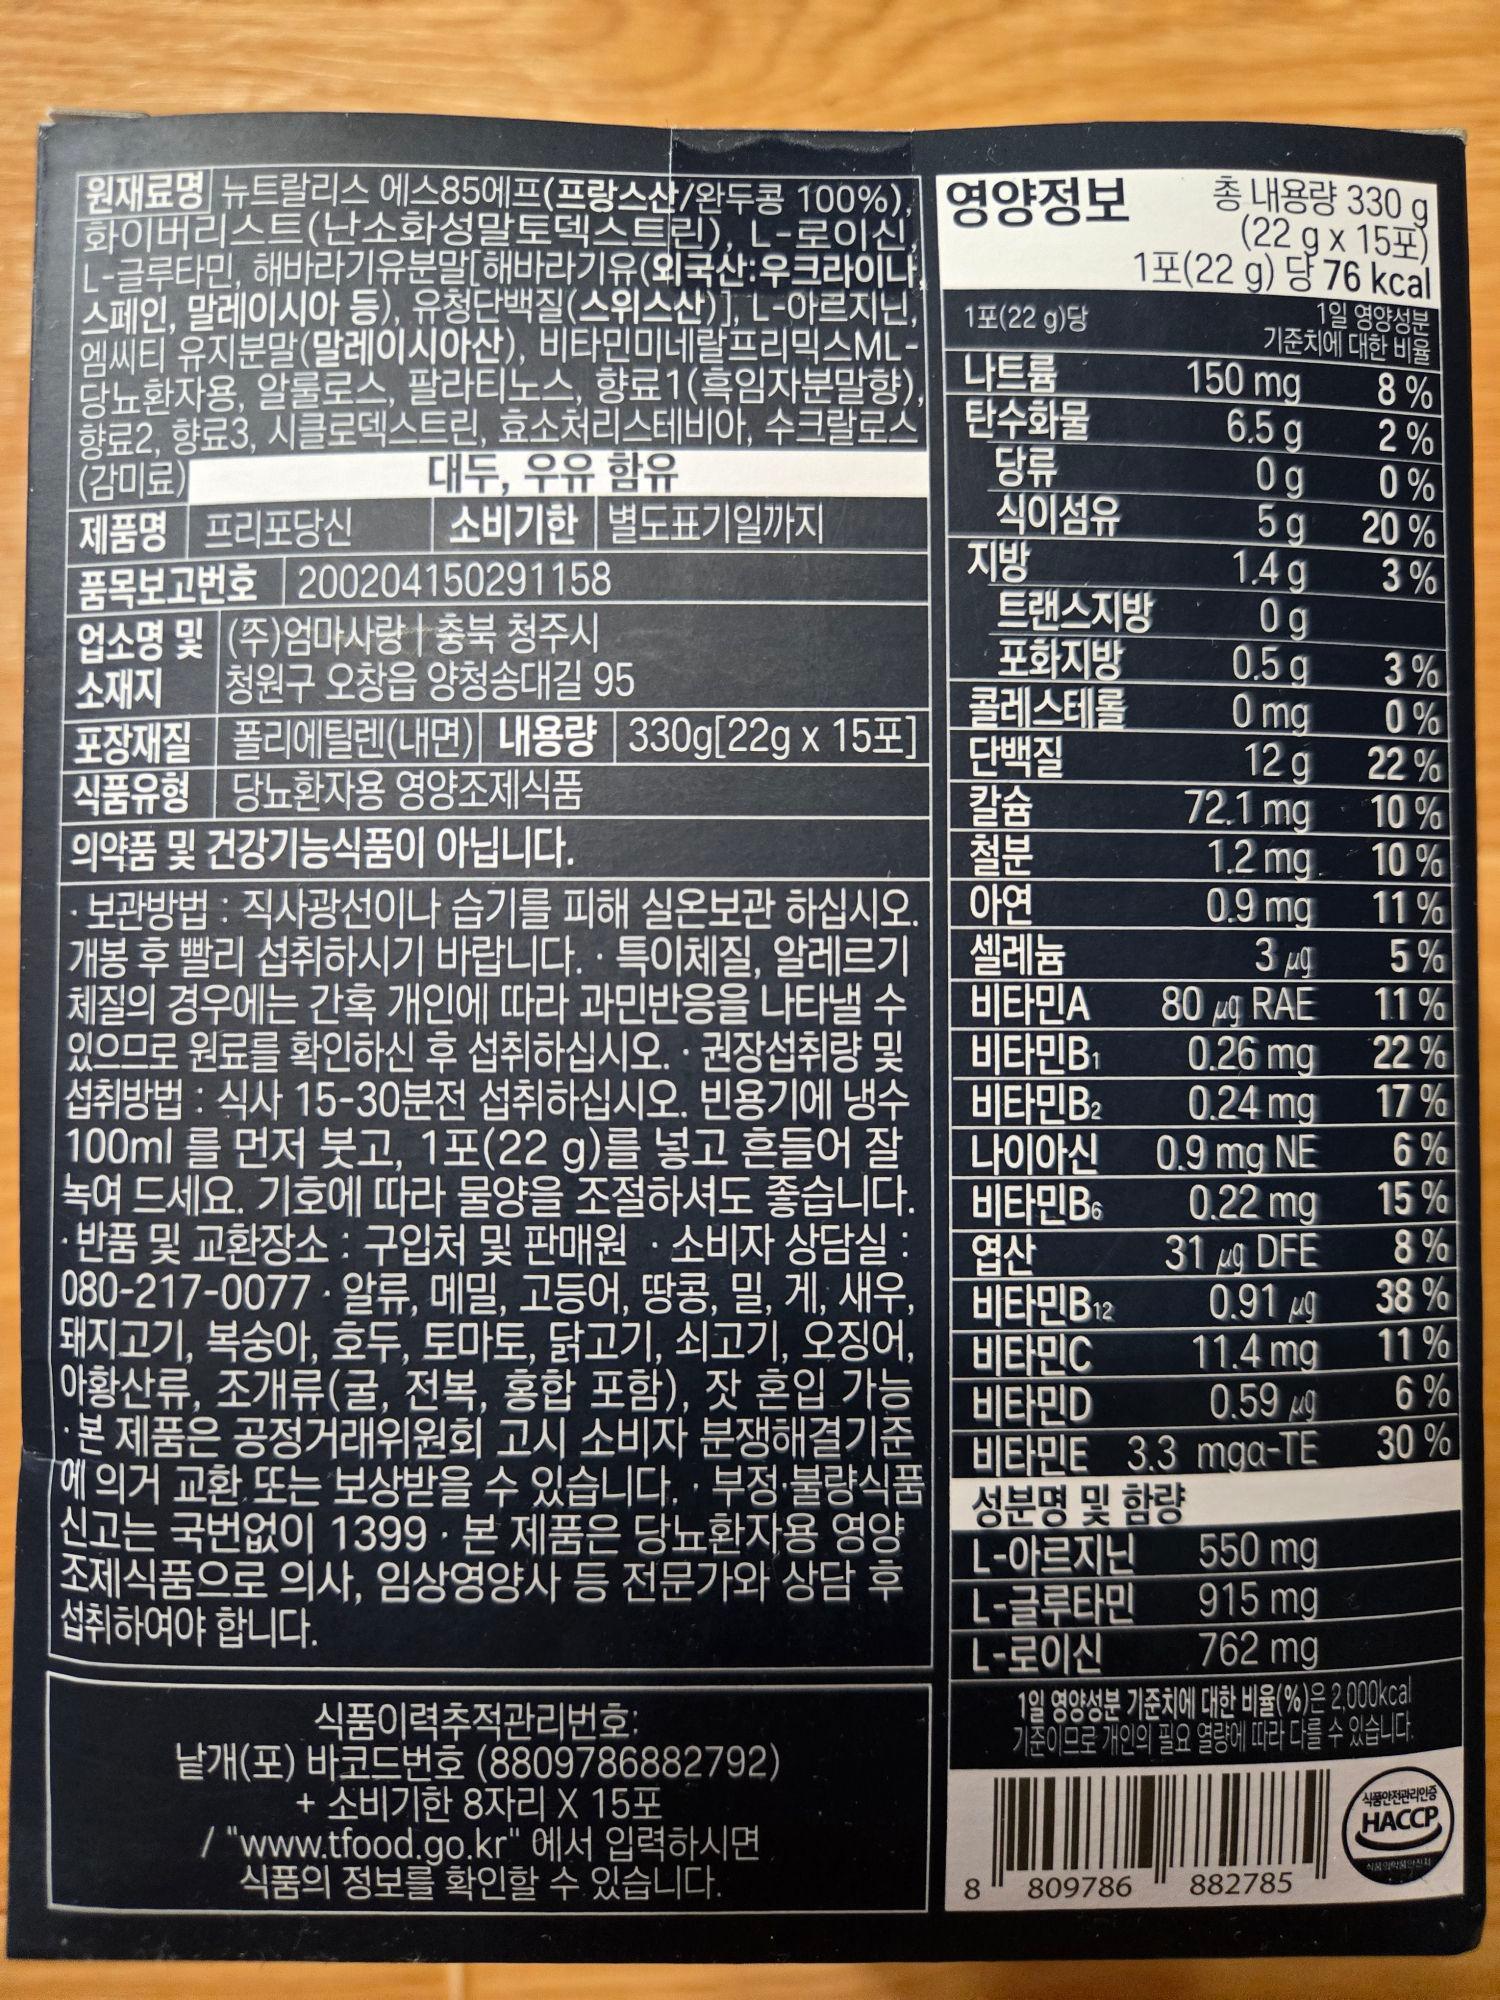 원재료명 뉴트랄리스 에스85에프(프랑스산/완두콩 100%),
화이버리스트(난소화성말토덱스트린), L-로이신,
L-글루타민, 해바라기유분말[해바라기유(외국산:우크라이나,
스페인, 말레이시아 등), 유청단백질(스위스산)], L-아르지닌,
엠씨티 유지분말(말레이시아산), 비타민미네랄프리믹스ML-
당뇨환자용, 알룰로스, 팔라티노스, 향료1(흑임자분말향),
향료2, 향료3, 시클로덱스트린, 효소처리스테비아, 수크랄로스
(감미료) 대두, 우유 함유
제품명 프리포당신 소비기한 별도표기일까지
품목보고번호 200204150291158
업소명 및 (주)엄마사랑 충북 청주시
소재지 청원구 오창읍 양청송대길 95
포장재질 폴리에틸렌(내면) 내용량 330g[22g x 15포]
식품유형 당뇨환자용 영양조제식품
의약품 및 건강기능식품이 아닙니다.
· 보관방법 : 직사광선이나 습기를 피해 실온보관 하십시오.
개봉 후 빨리 섭취하시기 바랍니다. · 특이체질, 알레르기
체질의 경우에는 간혹 개인에 따라 과민반응을 나타낼 수
있으므로 원료를 확인하신 후 섭취하십시오. · 권장섭취량 및
섭취방법 : 식사 15-30분전 섭취하십시오. 빈용기에 냉수
100ml 를 먼저 붓고, 1포(22 g)를 넣고 흔들어 잘
녹여 드세요. 기호에 따라 물양을 조절하셔도 좋습니다.
· 반품 및 교환장소 : 구입처 및 판매원 · 소비자 상담실 :
080-217-0077 · 알류, 메밀, 고등어, 땅콩, 밀, 게, 새우,
돼지고기, 복숭아, 호두, 토마토, 닭고기, 쇠고기, 오징어,
아황산류, 조개류(굴, 전복, 홍합 포함), 잣 혼입 가능
· 본 제품은 공정거래위원회 고시 소비자 분쟁해결기준
에 의거 교환 또는 보상받을 수 있습니다. · 부정·불량식품
신고는 국번없이 1399 · 본 제품은 당뇨환자용 영양
조제식품으로 의사, 임상영양사 등 전문가와 상담 후
섭취하여야 합니다.
식품이력추적관리번호:
낱개(포) 바코드번호 (8809786882792)
+ 소비기한 8자리 X 15포
/ "www.tfood.go.kr" 에서 입력하시면
식품의 정보를 확인할 수 있습니다.
영양정보 총 내용량 330 g
(22 g x 15포)
1포(22 g) 당 76 kcal
1포(22 g)당 1일 영양성분
기준치에 대한 비율
나트륨 150 mg 8 %
탄수화물 6.5 g 2 %
당류 0 g 0 %
식이섬유 5 g 20 %
지방 1.4 g 3 %
트랜스지방 0 g
포화지방 0.5 g 3 %
콜레스테롤 0 mg 0 %
단백질 12 g 22 %
칼슘 72.1 mg 10 %
철분 1.2 mg 10 %
아연 0.9 mg 11 %
셀레늄 3 μg 5 %
비타민A 80 μg RAE 11 %
비타민B1 0.26 mg 22 %
비타민B2 0.24 mg 17 %
나이아신 0.9 mg NE 6 %
비타민B6 0.22 mg 15 %
엽산 31 μg DFE 8 %
비타민B12 0.91 μg 38 %
비타민C 11.4 mg 11 %
비타민D 0.59 μg 6 %
비타민E 3.3 mgα-TE 30 %
성분명 및 함량
L-아르지닌 550 mg
L-글루타민 915 mg
L-로이신 762 mg
1일 영양성분 기준치에 대한 비율(%)은 2,000kcal
기준이므로 개인의 필요 열량에 따라 다를 수 있습니다.
식품안전관리인증
HACCP
식품의약품안전처
8 809786 882785